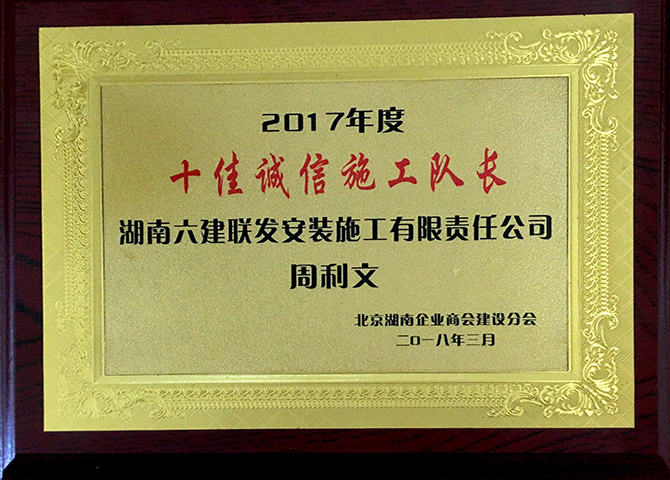 2017年度
十佳诚信施工队长
湖南六建联发安装施工有限责任公司
周利文
北京湖南企业商会建设分会
二〇一八年三月